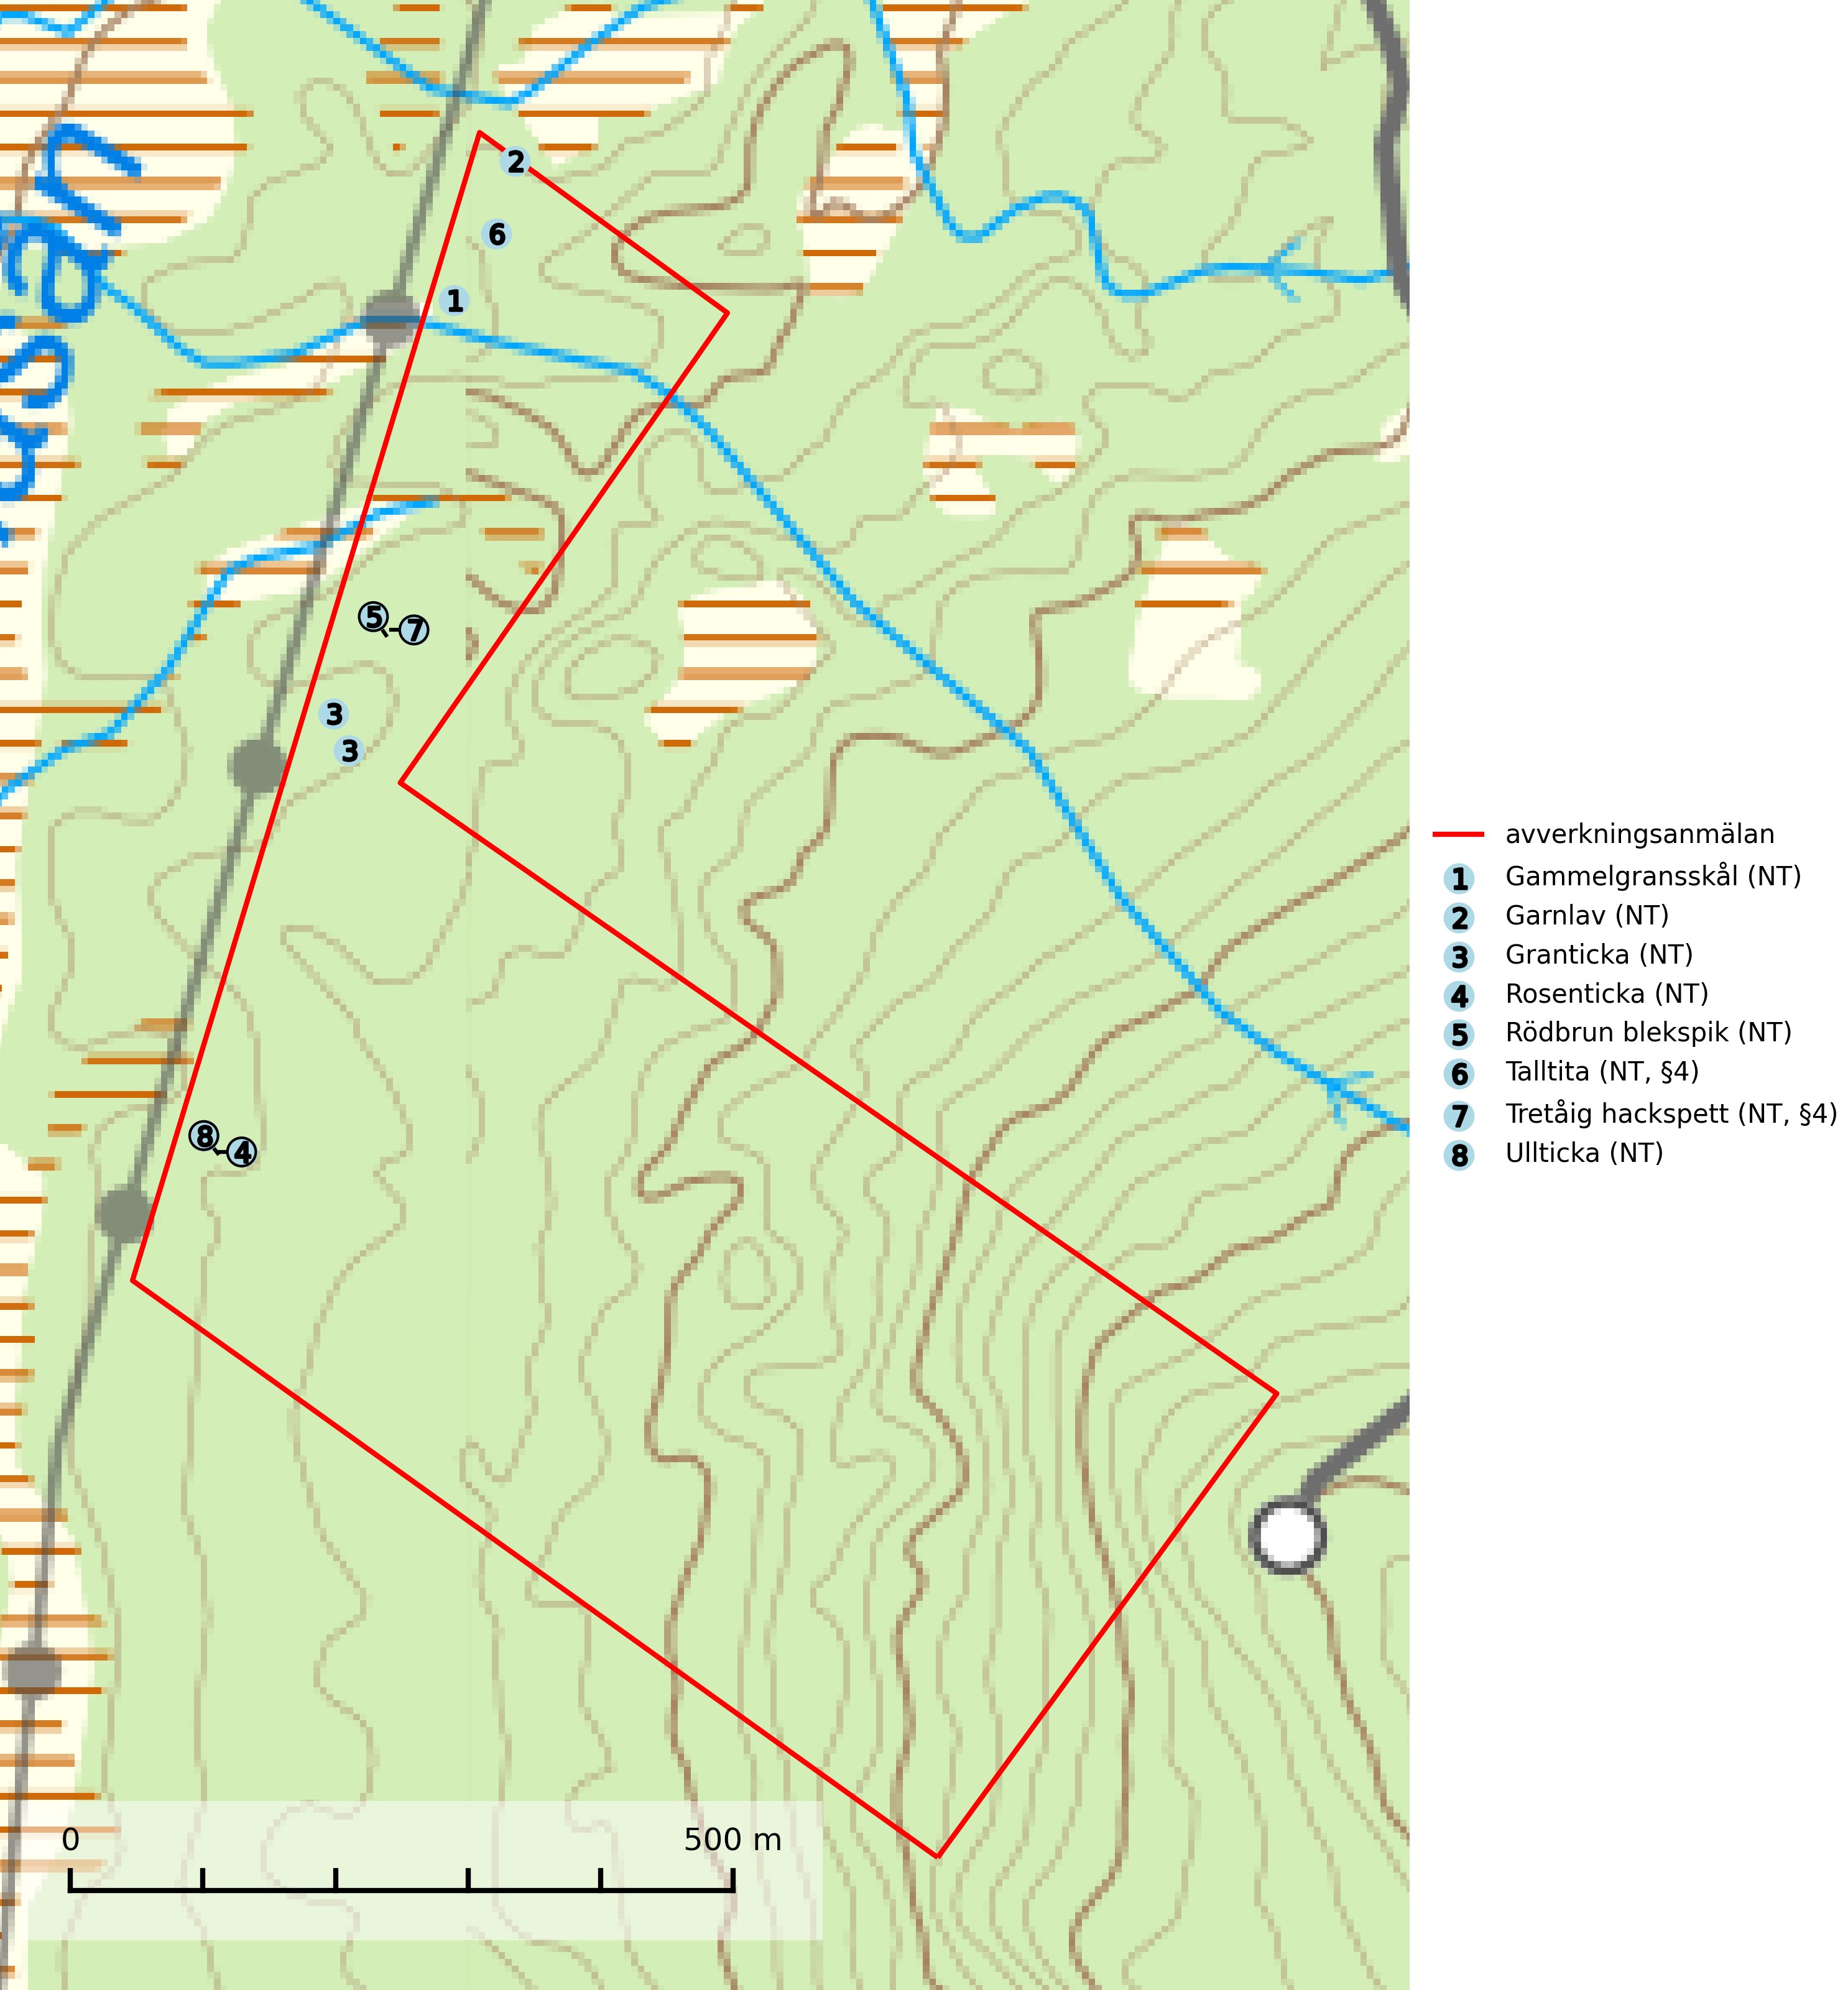 2
6
1
5
7
3
3
8
4
0
500 m
avverkningsanmälan
1 Gammelgransskål (NT)
2 Garnlav (NT)
3 Granticka (NT)
4 Rosenticka (NT)
5 Rödbrun blekspik (NT)
6 Talltita (NT, §4)
7 Tretåig hackspett (NT, §4)
8 Ullticka (NT)